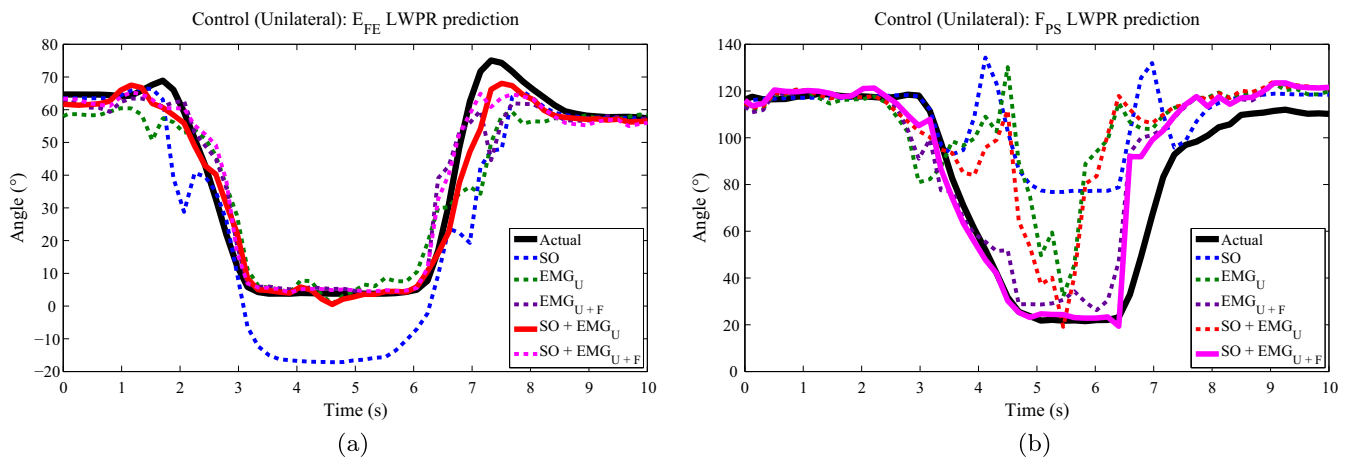 Control (Unilateral): E_FE LWPR prediction
80
70
60
50
40
30
20
10
0
−10
−20
Angle (°)
0 1 2 3 4 5 6 7 8 9 10
Time (s)
Actual
SO
EMG_U
EMG_U + F
SO + EMG_U
SO + EMG_U + F
(a)
Control (Unilateral): F_PS LWPR prediction
140
120
100
80
60
40
20
0
Angle (°)
0 1 2 3 4 5 6 7 8 9 10
Time (s)
Actual
SO
EMG_U
EMG_U + F
SO + EMG_U
SO + EMG_U + F
(b)